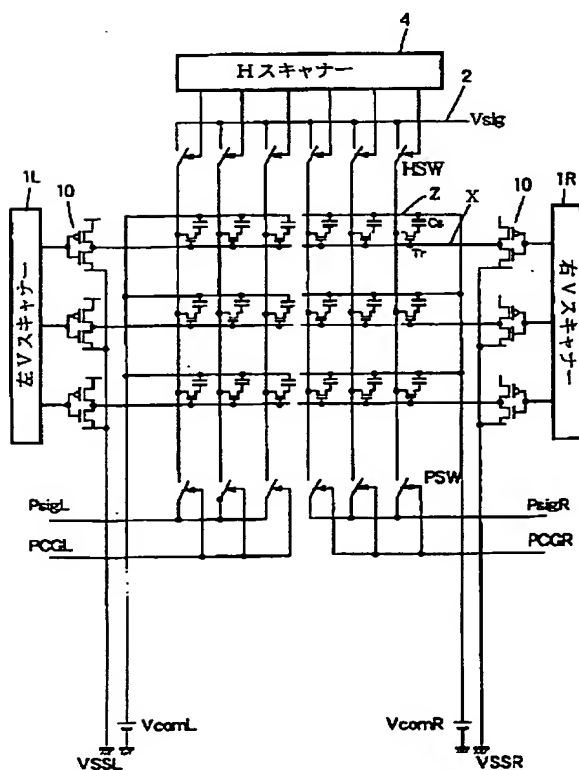 4
Hスキャナー
2
Vsig
HSW
1L
10
Z
X
10
1R
Cs
Tr
左Vスキャナー
右Vスキャナー
PSW
PsigL
PsigR
PCGL
PCGR
VcomL
VcomR
VSSL
VSSR